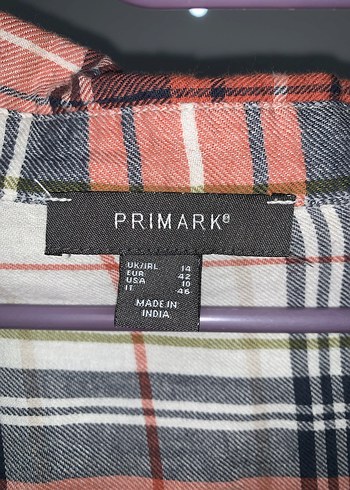 PRIMARK®
UK/IRL 14
EUR 42
USA 10
IT 46
MADE IN
INDIA